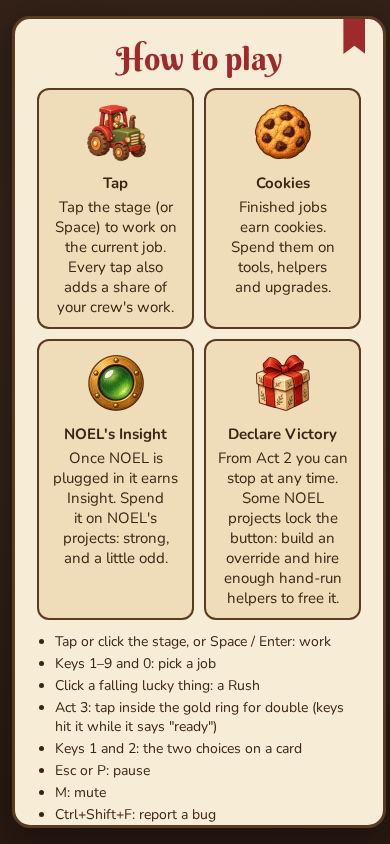 How to play
Tap
Tap the stage (or
Space) to work on
the current job.
Every tap also
adds a share of
your crew's work.
Cookies
Finished jobs
earn cookies.
Spend them on
tools, helpers
and upgrades.
NOEL's Insight
Once NOEL is
plugged in it earns
Insight. Spend
it on NOEL's
projects: strong,
and a little odd.
Declare Victory
From Act 2 you can
stop at any time.
Some NOEL
projects lock the
button: build an
override and hire
enough hand-run
helpers to free it.
• Tap or click the stage, or Space / Enter: work
• Keys 1–9 and 0: pick a job
• Click a falling lucky thing: a Rush
• Act 3: tap inside the gold ring for double (keys
hit it while it says "ready")
• Keys 1 and 2: the two choices on a card
• Esc or P: pause
• M: mute
• Ctrl+Shift+F: report a bug